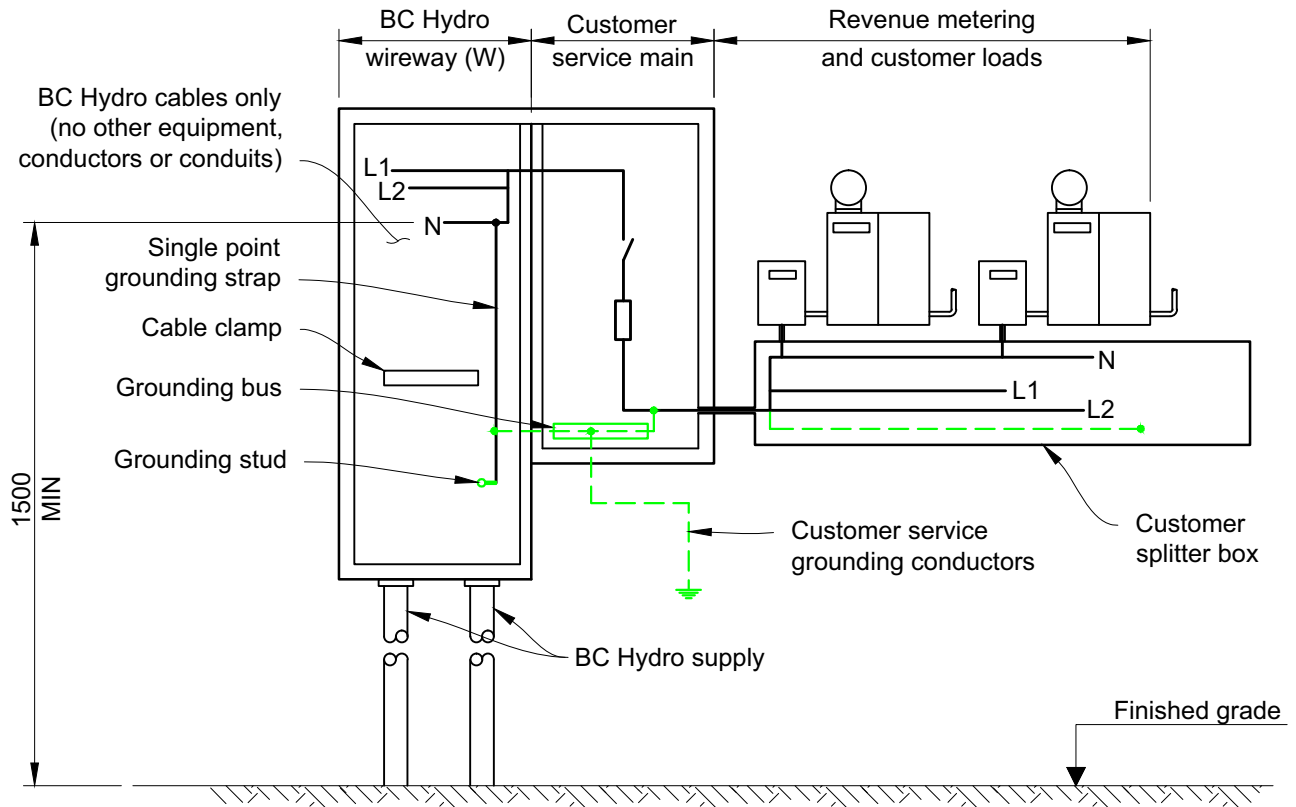 BC Hydro
wireway (W)
Customer
service main
Revenue metering
and customer loads
BC Hydro cables only
(no other equipment,
conductors or conduits)
L1
L2
N
Single point
grounding strap
Cable clamp
Grounding bus
Grounding stud
1500
MIN
N
L1
L2
Customer service
grounding conductors
Customer
splitter box
BC Hydro supply
Finished grade